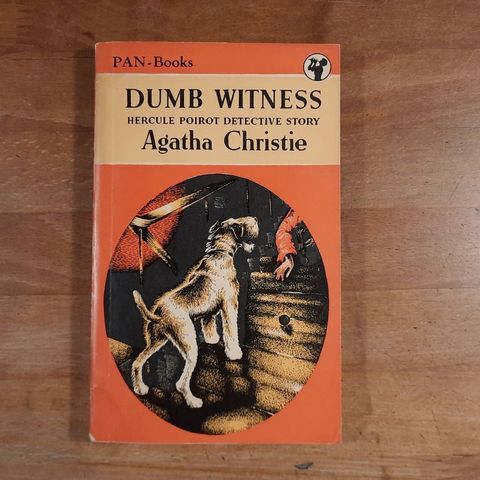 PAN-Books
DUMB WITNESS
HERCULE POIROT DETECTIVE STORY
Agatha Christie